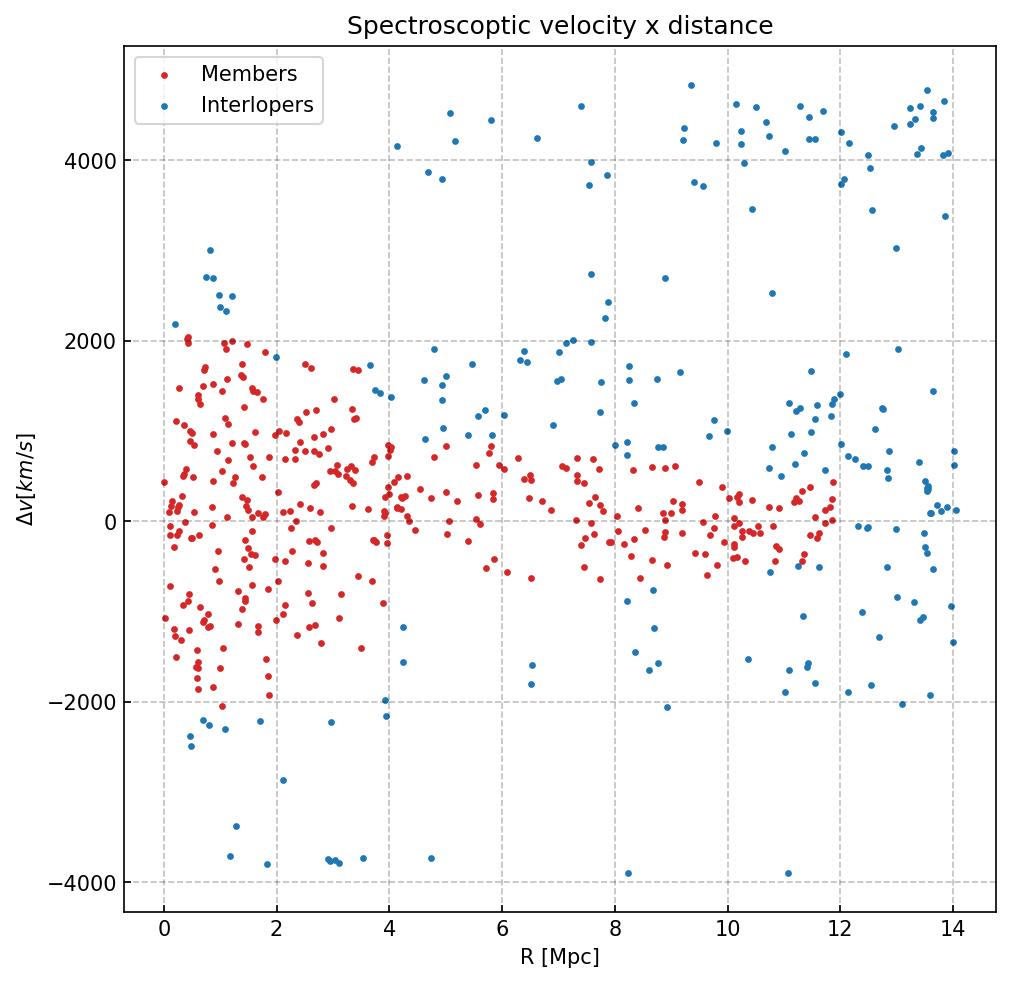 Spectroscoptic velocity x distance
Members
Interlopers
4000
2000
0
−2000
−4000
Δv[km/s]
0 2 4 6 8 10 12 14
R [Mpc]